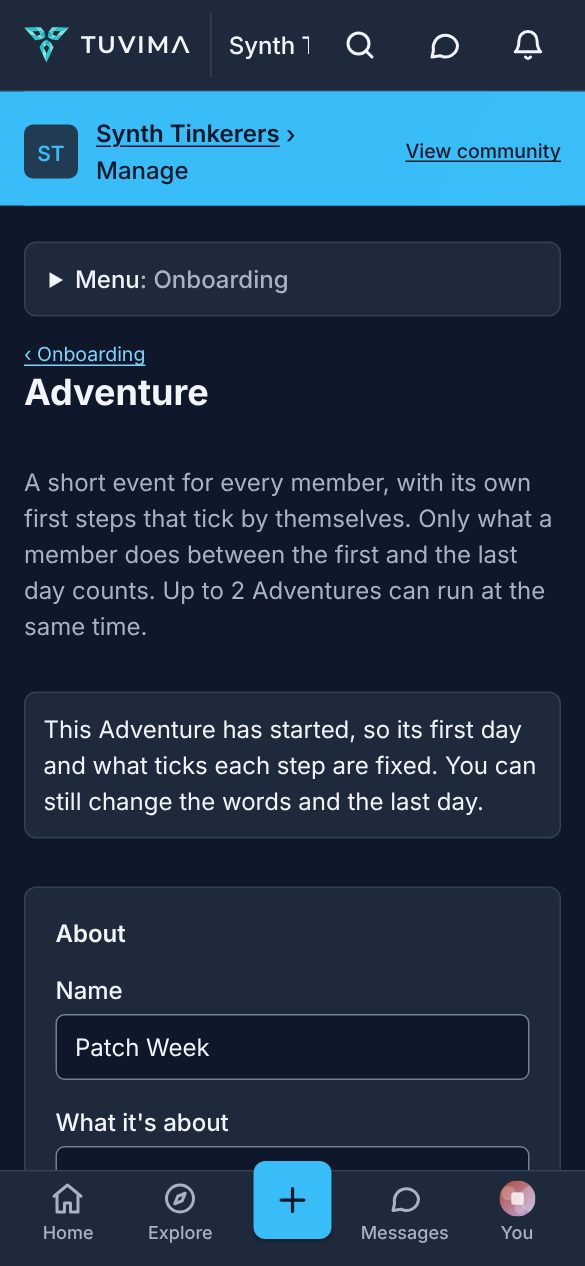 TUVIMA
Synth T
ST
Synth Tinkerers ›
Manage
View community
▶ Menu: Onboarding
‹ Onboarding
Adventure
A short event for every member, with its own
first steps that tick by themselves. Only what a
member does between the first and the last
day counts. Up to 2 Adventures can run at the
same time.
This Adventure has started, so its first day
and what ticks each step are fixed. You can
still change the words and the last day.
About
Name
Patch Week
What it's about
Home
Explore
Messages
You